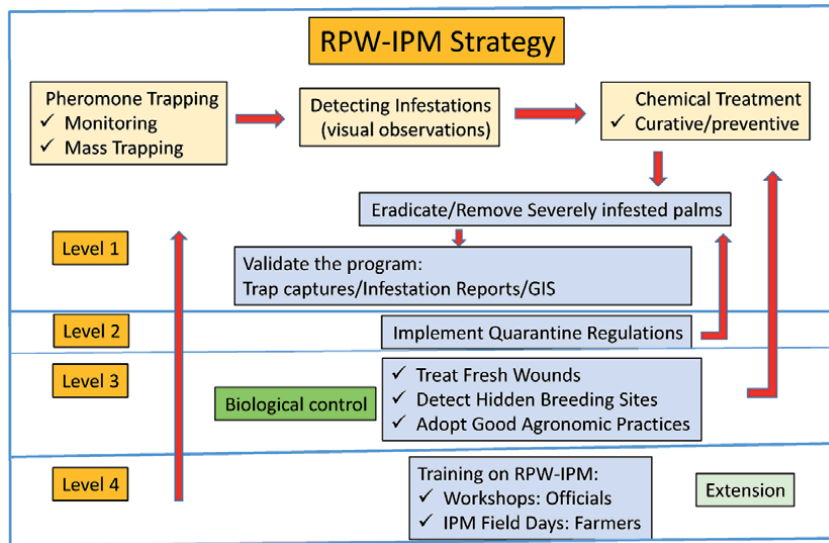 RPW-IPM Strategy
Pheromone Trapping
✓ Monitoring
✓ Mass Trapping
Detecting Infestations
(visual observations)
Chemical Treatment
✓ Curative/preventive
Eradicate/Remove Severely infested palms
Level 1
Validate the program:
Trap captures/Infestation Reports/GIS
Level 2
Implement Quarantine Regulations
Level 3
Biological control
✓ Treat Fresh Wounds
✓ Detect Hidden Breeding Sites
✓ Adopt Good Agronomic Practices
Level 4
Training on RPW-IPM:
✓ Workshops: Officials
✓ IPM Field Days: Farmers
Extension